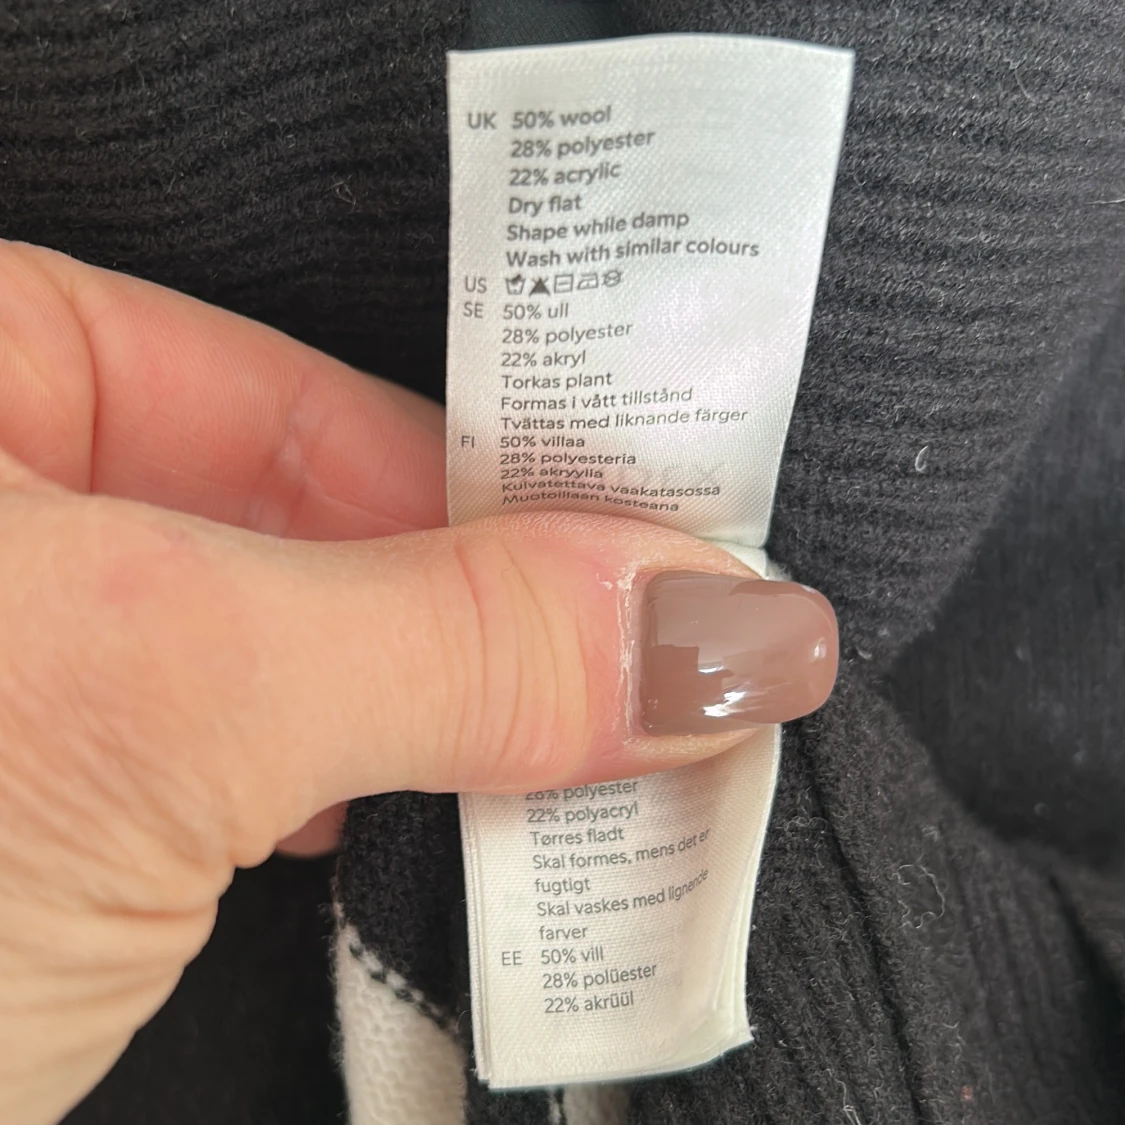 UK 50% wool
28% polyester
22% acrylic
Dry flat
Shape while damp
Wash with similar colours
US
SE 50% ull
28% polyester
22% akryl
Torkas plant
Formas i vått tillstånd
Tvättas med liknande färger
FI 50% villaa
28% polyesteria
22% akryylia
Kuivatettava vaakatasossa
Muotoillaan kosteana
28% polyester
22% polyacryl
Tørres fladt
Skal formes, mens det er
fugtigt
Skal vaskes med lignende
farver
EE 50% vill
28% polüester
22% akrüül